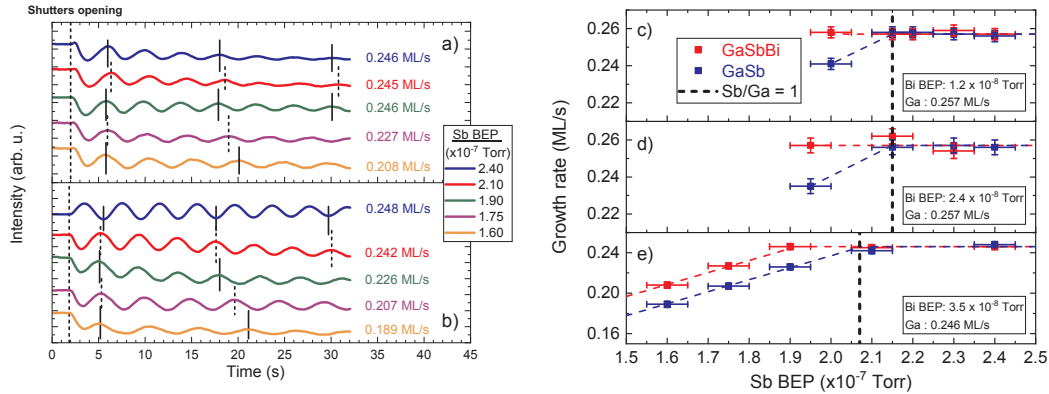 Shutters opening
Intensity (arb. u.)
a)
0.246 ML/s
0.245 ML/s
0.246 ML/s
0.227 ML/s
0.208 ML/s
Sb BEP
(x10⁻⁷ Torr)
2.40
2.10
1.90
1.75
1.60
0.248 ML/s
0.242 ML/s
0.226 ML/s
0.207 ML/s
0.189 ML/s
b)
0 5 10 15 20 25 30 35 40 45
Time (s)
Growth rate (ML/s)
c)
0.26
0.24
0.22
GaSbBi
GaSb
Sb/Ga = 1
Bi BEP: 1.2 x 10⁻⁸ Torr
Ga : 0.257 ML/s
d)
0.26
0.24
0.22
Bi BEP: 2.4 x 10⁻⁸ Torr
Ga : 0.257 ML/s
e)
0.24
0.20
0.16
Bi BEP: 3.5 x 10⁻⁸ Torr
Ga : 0.246 ML/s
1.5 1.6 1.7 1.8 1.9 2.0 2.1 2.2 2.3 2.4 2.5
Sb BEP (x10⁻⁷ Torr)